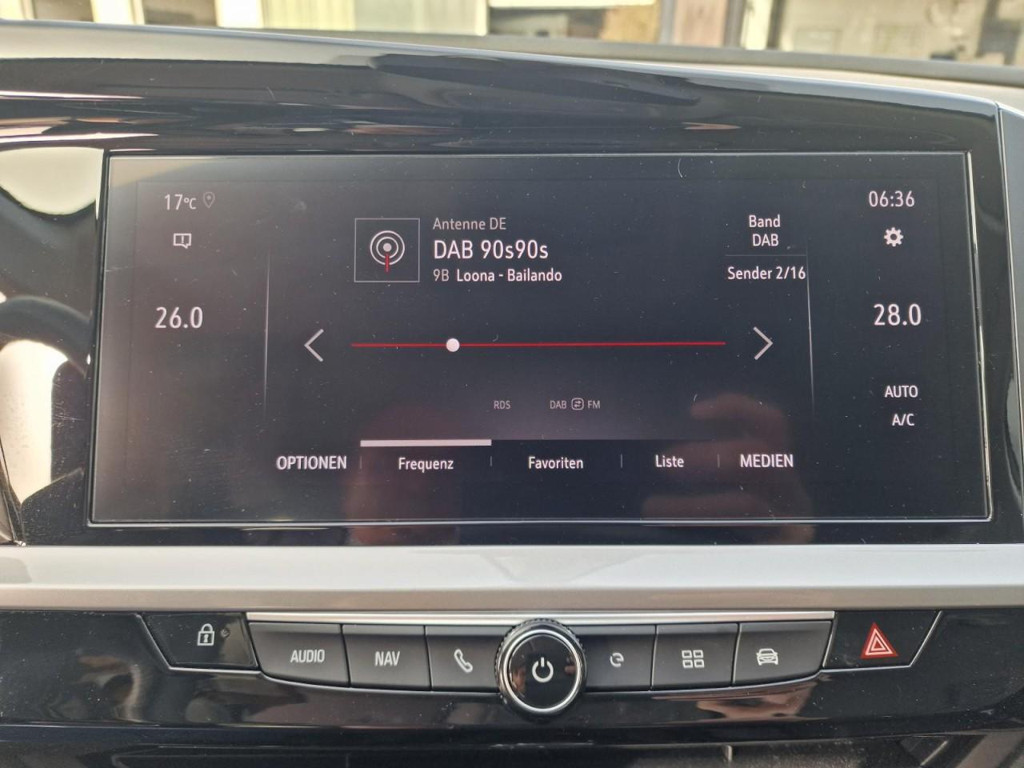 17°C
06:36
Antenne DE
DAB 90s90s
9B Loona - Bailando
Band
DAB
Sender 2/16
26.0
28.0
RDS
DAB FM
AUTO
A/C
OPTIONEN
Frequenz
Favoriten
Liste
MEDIEN
AUDIO
NAV